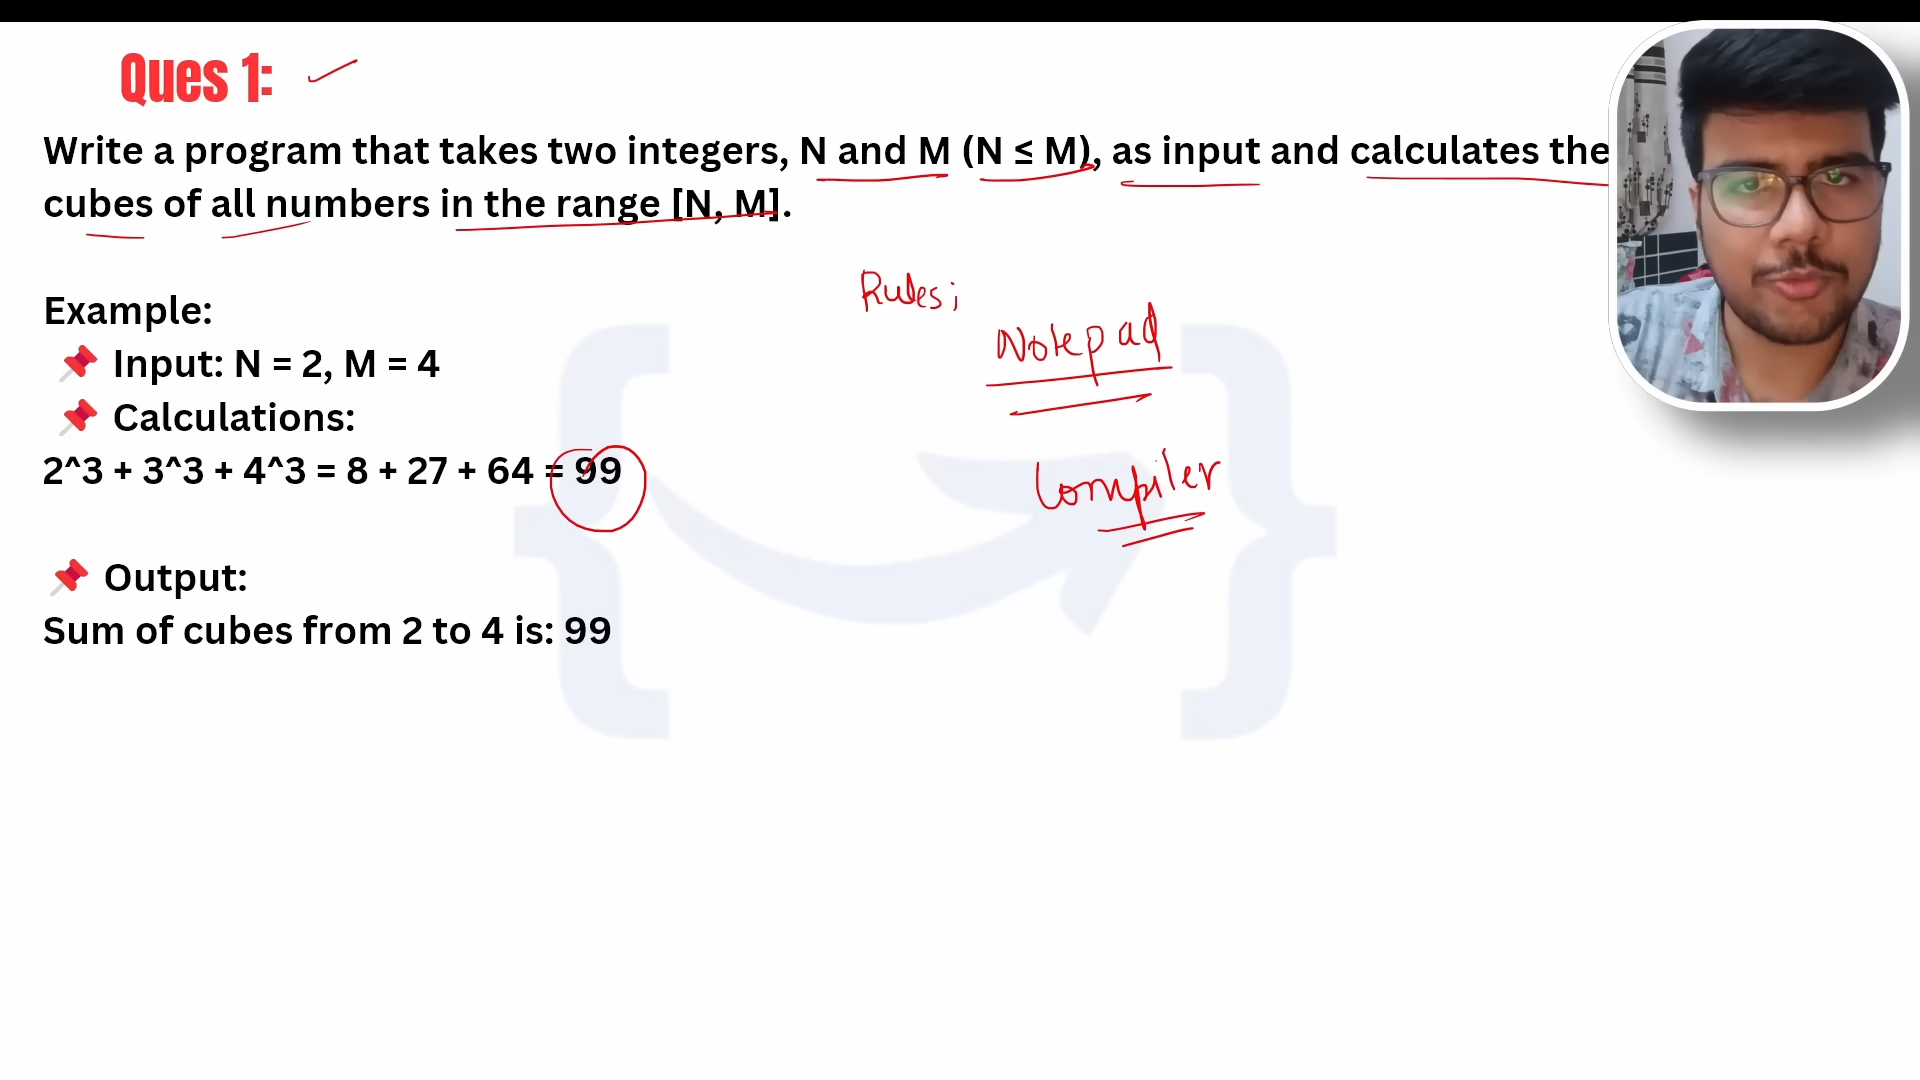 Ques 1:
Write a program that takes two integers, N and M (N ≤ M), as input and calculates the
cubes of all numbers in the range [N, M].
Rules;
Example:
Notepad
📌 Input: N = 2, M = 4
📌 Calculations:
2^3 + 3^3 + 4^3 = 8 + 27 + 64 = 99
Compiler
📌 Output:
Sum of cubes from 2 to 4 is: 99